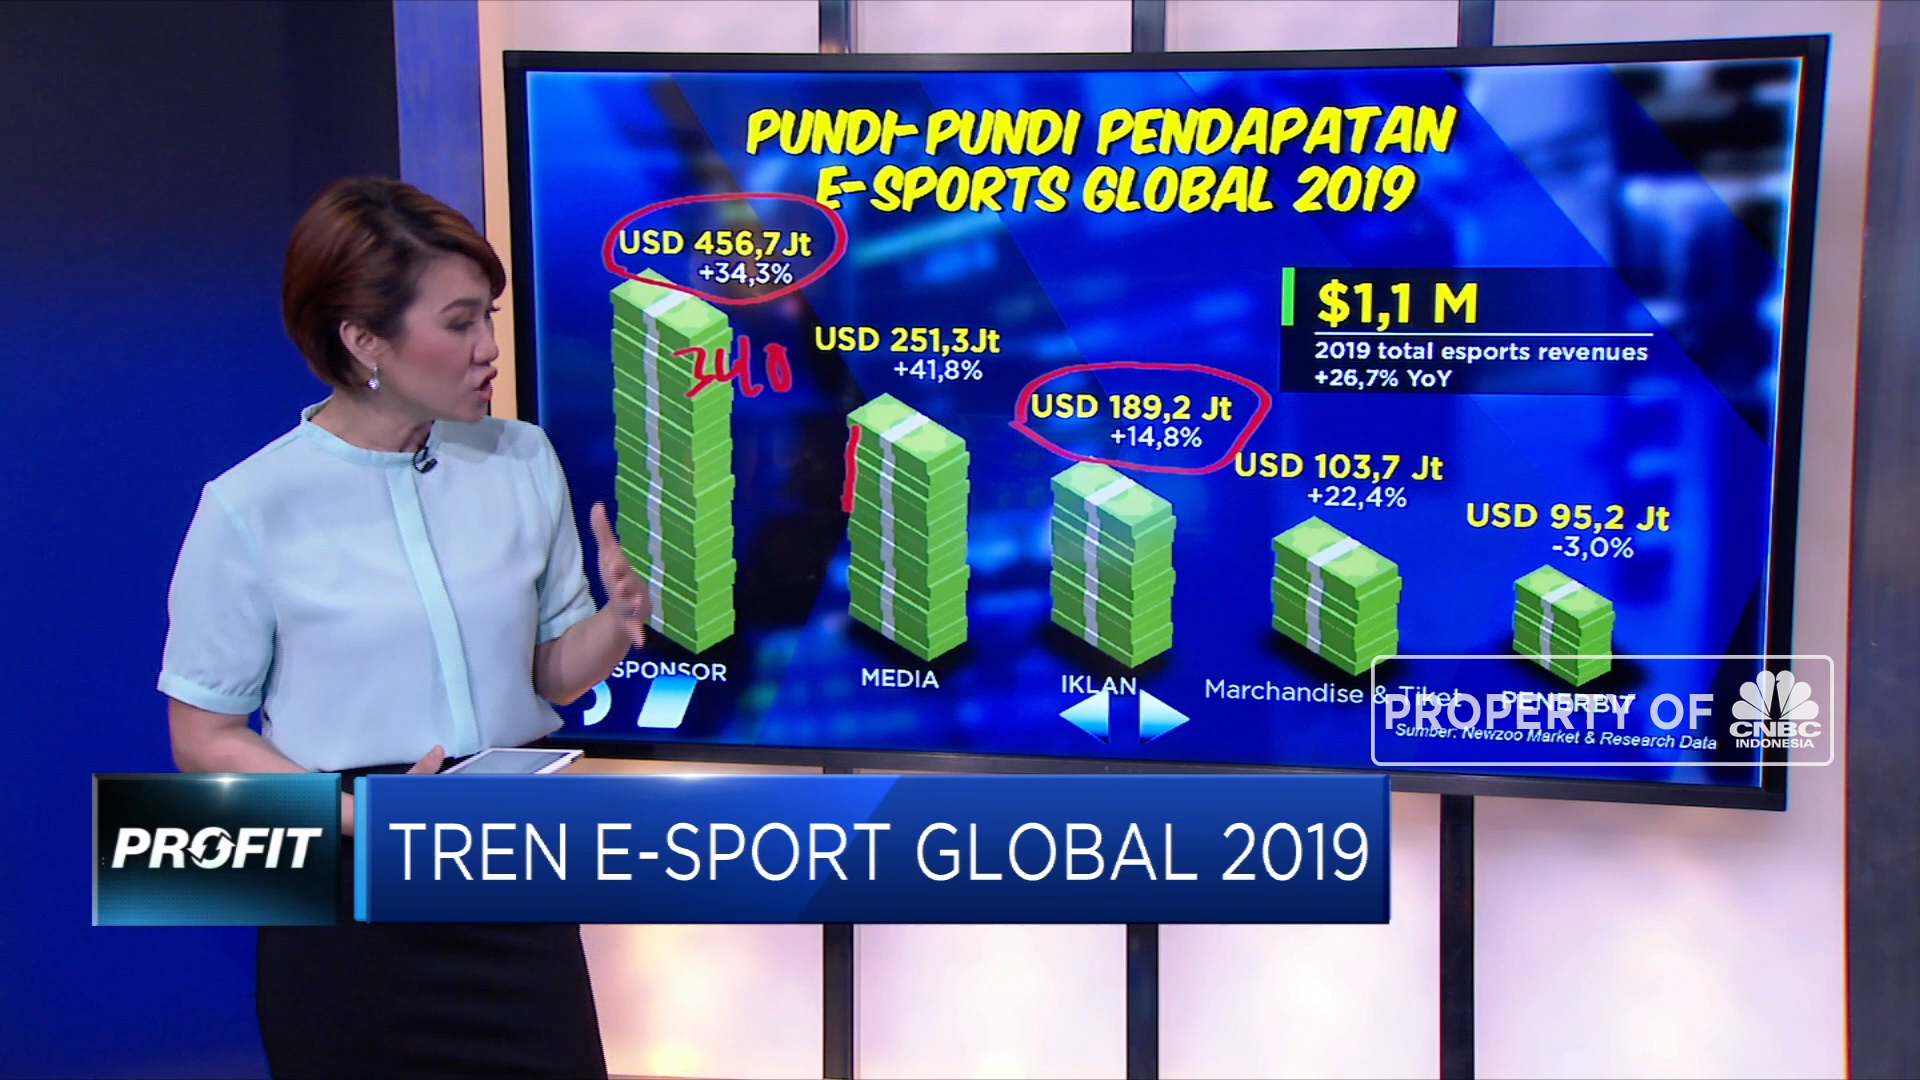 PUNDI-PUNDI PENDAPATAN
E-SPORTS GLOBAL 2019
USD 456,7Jt
+34,3%
340
USD 251,3Jt
+41,8%
USD 189,2 Jt
+14,8%
USD 103,7 Jt
+22,4%
USD 95,2 Jt
-3,0%
$1,1 M
2019 total esports revenues
+26,7% YoY
SPONSOR
MEDIA
IKLAN
Marchandise & Tiket
PENERBIT
Sumber: Newzoo Market & Research Data
PROPERTY OF
CNBC
INDONESIA
PROFIT
TREN E-SPORT GLOBAL 2019